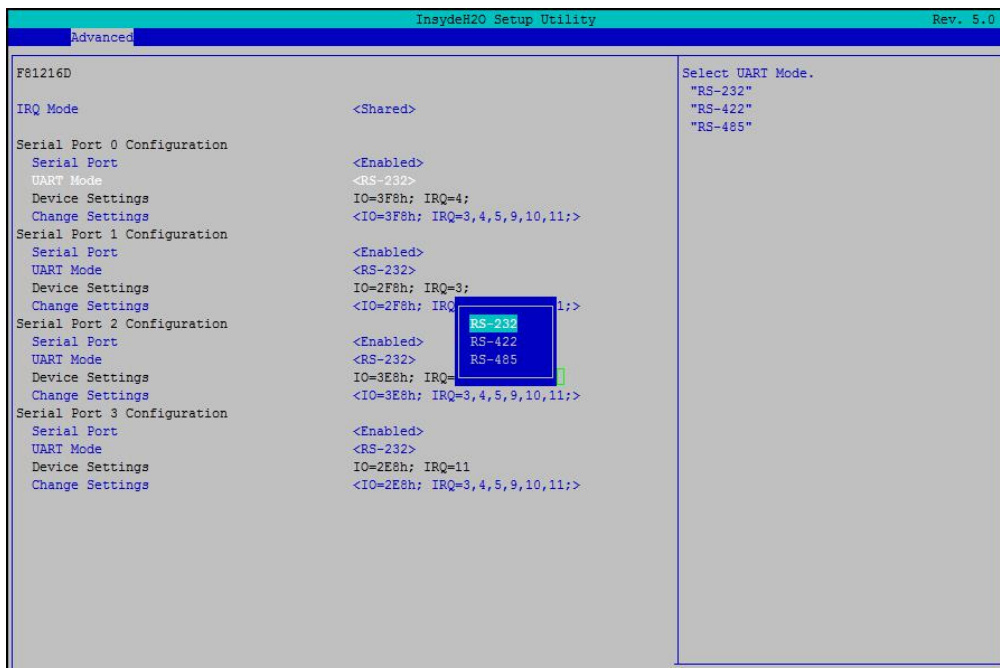 InsydeH2O Setup Utility Rev. 5.0
Advanced
F81216D
IRQ Mode <Shared>
Serial Port 0 Configuration
Serial Port <Enabled>
UART Mode <RS-232>
Device Settings IO=3F8h; IRQ=4;
Change Settings <IO=3F8h; IRQ=3,4,5,9,10,11;>
Serial Port 1 Configuration
Serial Port <Enabled>
UART Mode <RS-232>
Device Settings IO=2F8h; IRQ=3;
Change Settings <IO=2F8h; IRQ 1;>
Serial Port 2 Configuration
Serial Port <Enabled>
UART Mode <RS-232>
Device Settings IO=3E8h; IRQ=
Change Settings <IO=3E8h; IRQ=3,4,5,9,10,11;>
Serial Port 3 Configuration
Serial Port <Enabled>
UART Mode <RS-232>
Device Settings IO=2E8h; IRQ=11
Change Settings <IO=2E8h; IRQ=3,4,5,9,10,11;>
RS-232
RS-422
RS-485
Select UART Mode.
"RS-232"
"RS-422"
"RS-485"